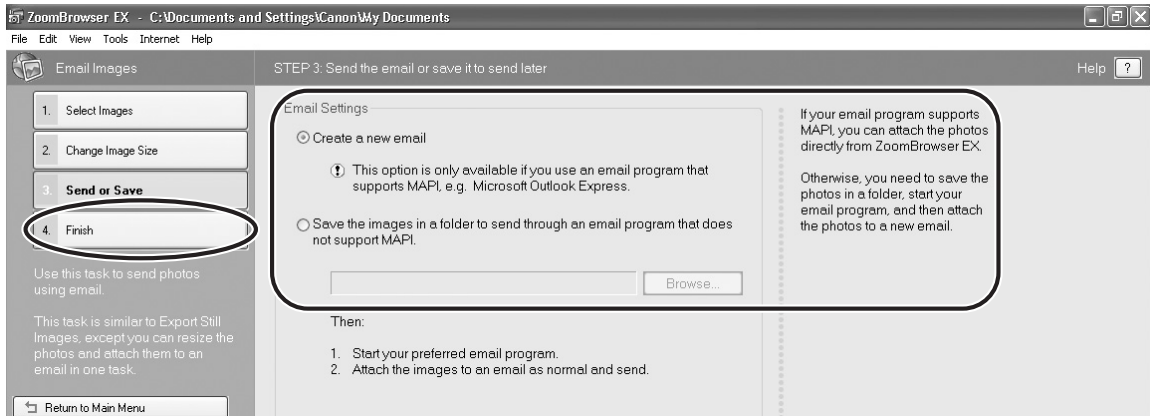 ZoomBrowser EX - C:\Documents and Settings\Canon\My Documents
File Edit View Tools Internet Help
Email Images
STEP 3: Send the email or save it to send later
Help ?
1. Select Images
2. Change Image Size
3. Send or Save
4. Finish
Use this task to send photos
using email.
This task is similar to Export Still
Images, except you can resize the
photos and attach them to an
email in one task.
Return to Main Menu
Email Settings
Create a new email
This option is only available if you use an email program that
supports MAPI, e.g. Microsoft Outlook Express.
Save the images in a folder to send through an email program that does
not support MAPI.
Browse...
Then:
1. Start your preferred email program.
2. Attach the images to an email as normal and send.
If your email program supports
MAPI, you can attach the photos
directly from ZoomBrowser EX.
Otherwise, you need to save the
photos in a folder, start your
email program, and then attach
the photos to a new email.